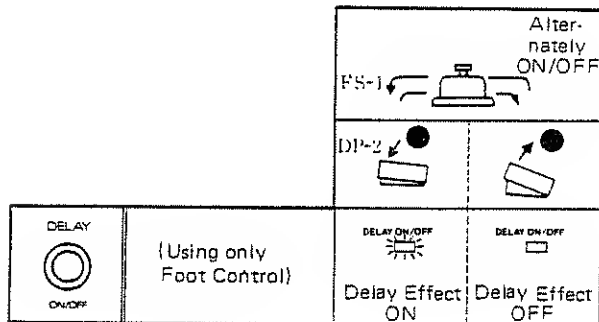 Alter-
nately
ON/OFF
FS-1
DP-2
DELAY
ON/OFF
(Using only
Foot Control)
DELAY ON/OFF
Delay Effect
ON
DELAY ON/OFF
Delay Effect
OFF